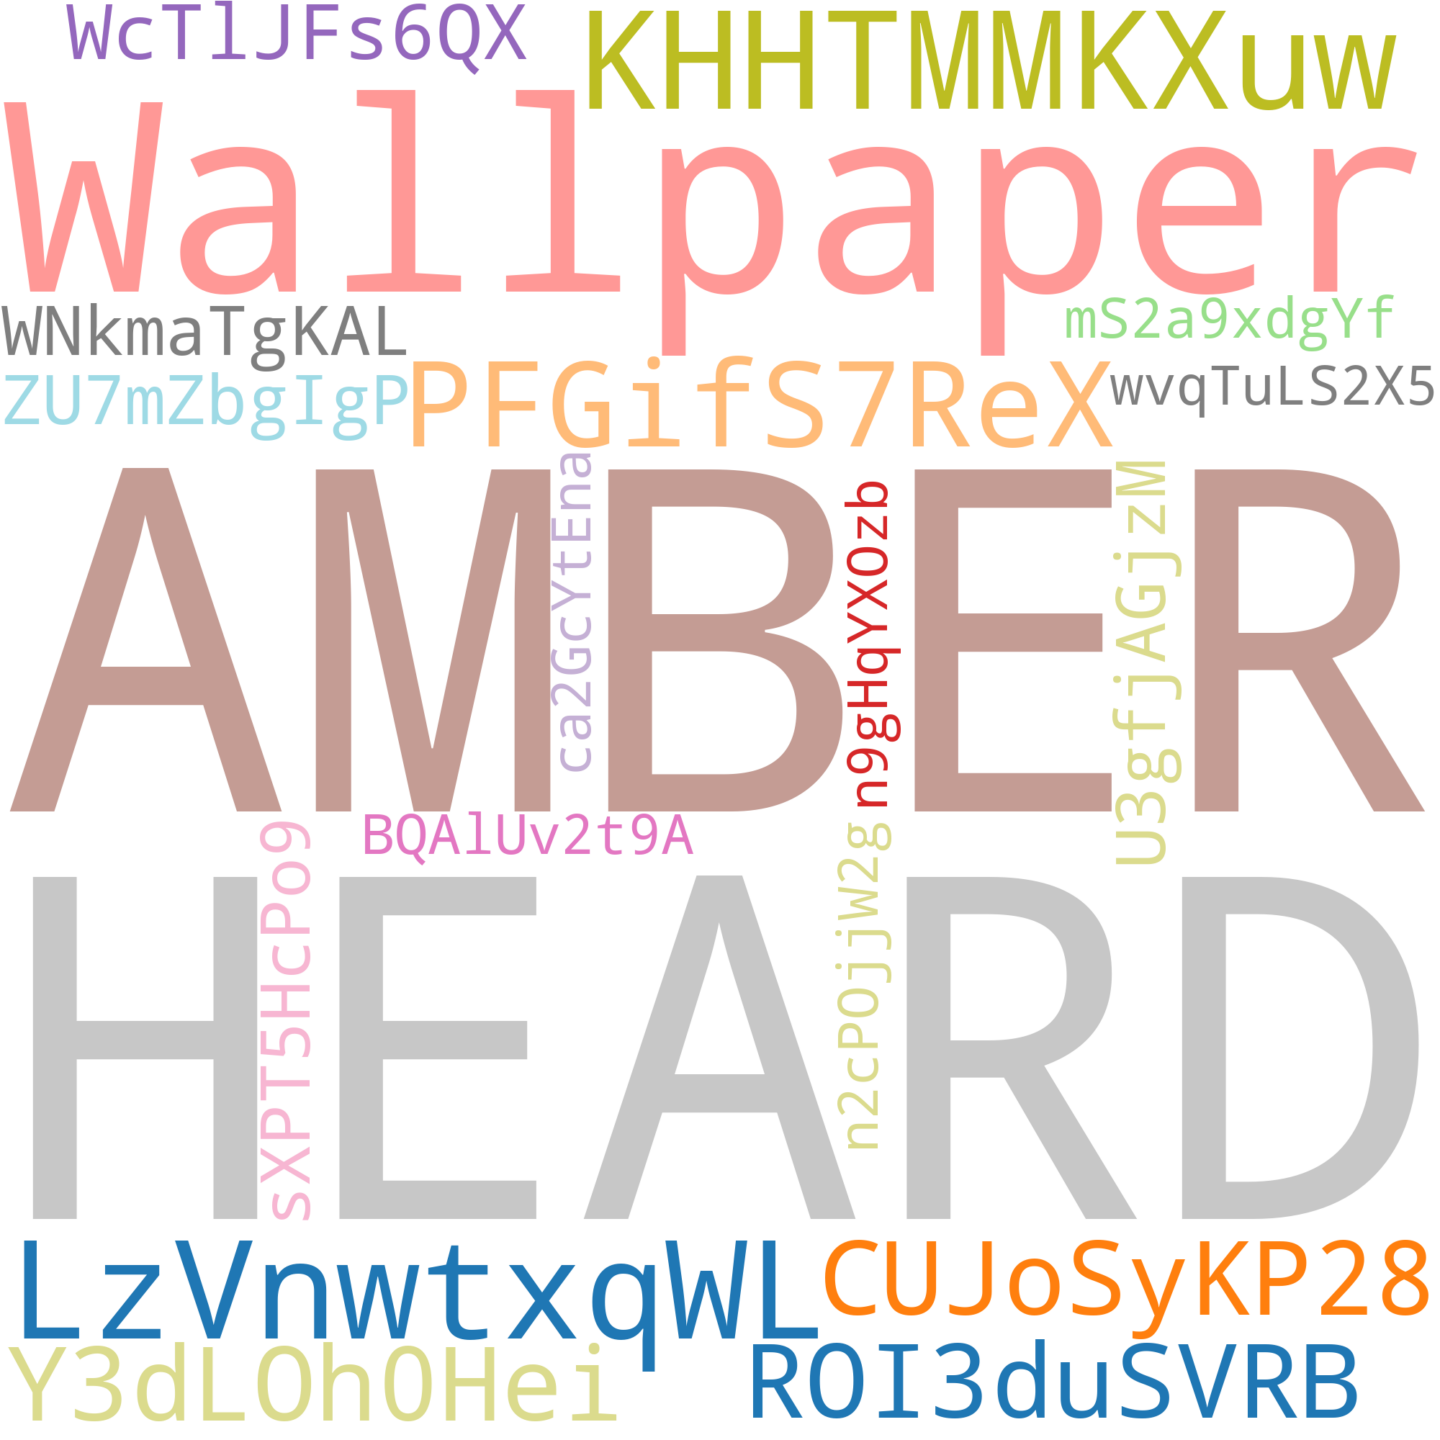 WcTlJFs6QX
KHHTMMKXuw
Wallpaper
WNkmaTgKAL
mS2a9xdgYf
ZU7mZbgIgP
PFGifS7ReX
wvqTuLS2X5
AMBER
ca2GcYtEna
n9gHqYXOzb
U3gfjAGjzM
BQAlUv2t9A
HEARD
sXPT5HcPo9
n2cPOjjW2g
LzVnwtxqWL
CUJoSyKP28
Y3dLOh0Hei
ROI3duSVRB